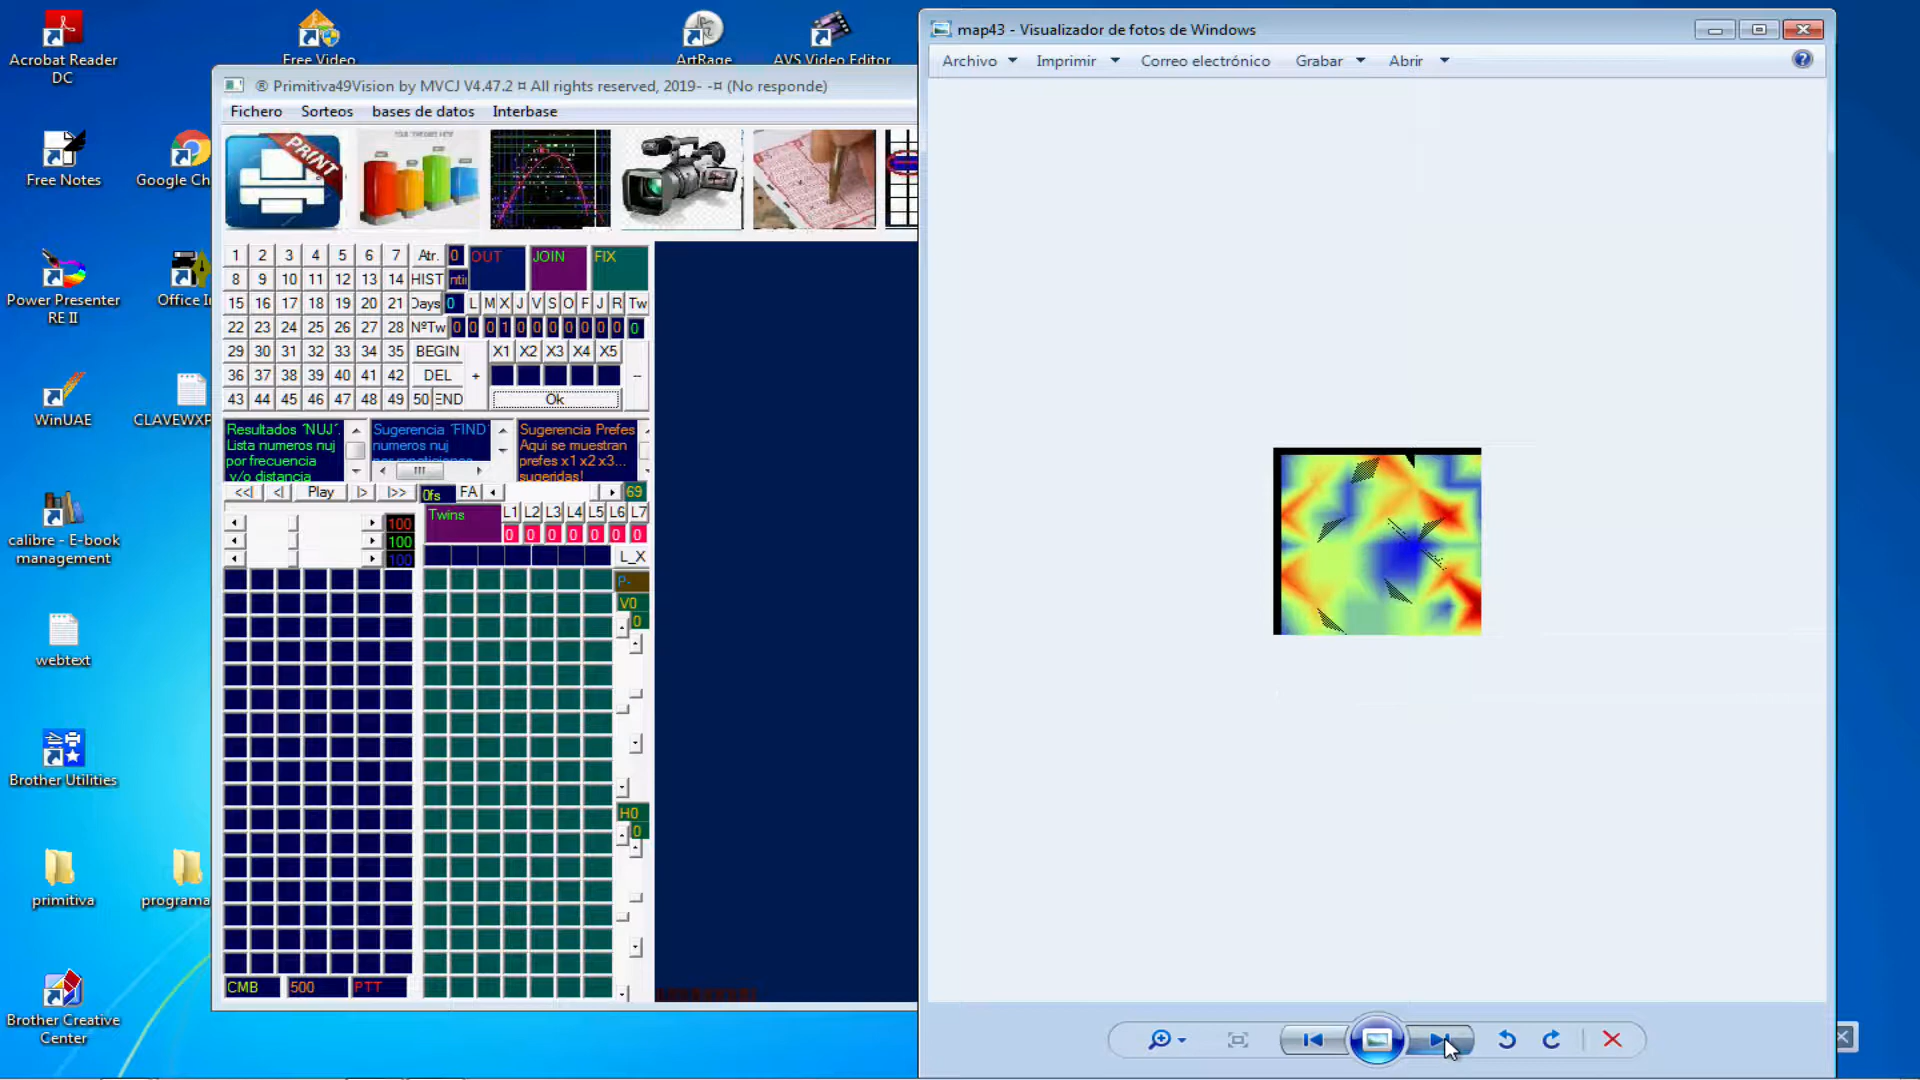 Acrobat Reader
DC
Free Video
ArtRage
AVS Video Editor
Free Notes
Google Ch
Power Presenter
RE II
Office I
WinUAE
CLAVEWXP
calibre - E-book
management
webtext
Brother Utilities
primitiva
programa
Brother Creative
Center
® Primitiva49Vision by MVCJ V4.47.2 ¤ All rights reserved, 2019- -¤ (No responde)
Fichero Sorteos bases de datos Interbase
PRINT
1 2 3 4 5 6 7 Atr. 0 OUT JOIN FIX
8 9 10 11 12 13 14 HIST
15 16 17 18 19 20 21 Days 0 L M X J V S O F J R Tw
22 23 24 25 26 27 28 NºTw 0 0 0 1 0 0 0 0 0 0 0 0
29 30 31 32 33 34 35 BEGIN X1 X2 X3 X4 X5
36 37 38 39 40 41 42 DEL + -
43 44 45 46 47 48 49 50 END Ok
Resultados 'NUJ'.
Lista numeros nuj
por frecuencia
y/o distancia
Sugerencia 'FIND'
numeros nuj
por repeticiones
Sugerencia Prefes
Aqui se muestran
prefes x1 x2 x3...
sugeridas!
<<| <| Play |> |>> 0fs FA 69
Twins L1 L2 L3 L4 L5 L6 L7
100 0 0 0 0 0 0 0
100
100 L_X
P-
V0
0
H0
0
CMB 500 PTT
map43 - Visualizador de fotos de Windows
Archivo Imprimir Correo electrónico Grabar Abrir